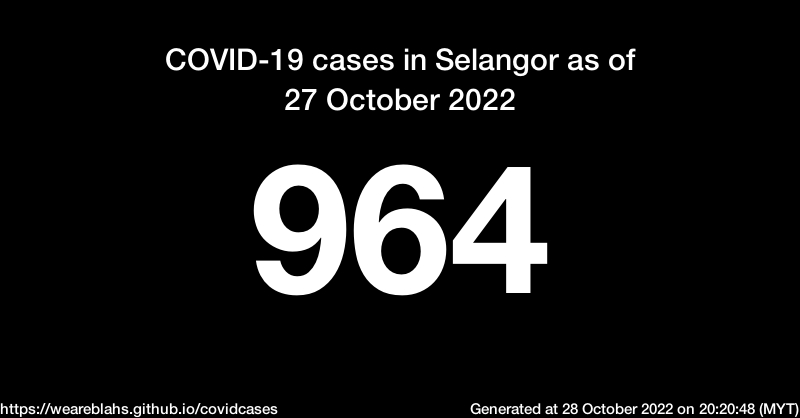 COVID-19 cases in Selangor as of
27 October 2022
964
https://weareblahs.github.io/covidcases
Generated at 28 October 2022 on 20:20:48 (MYT)